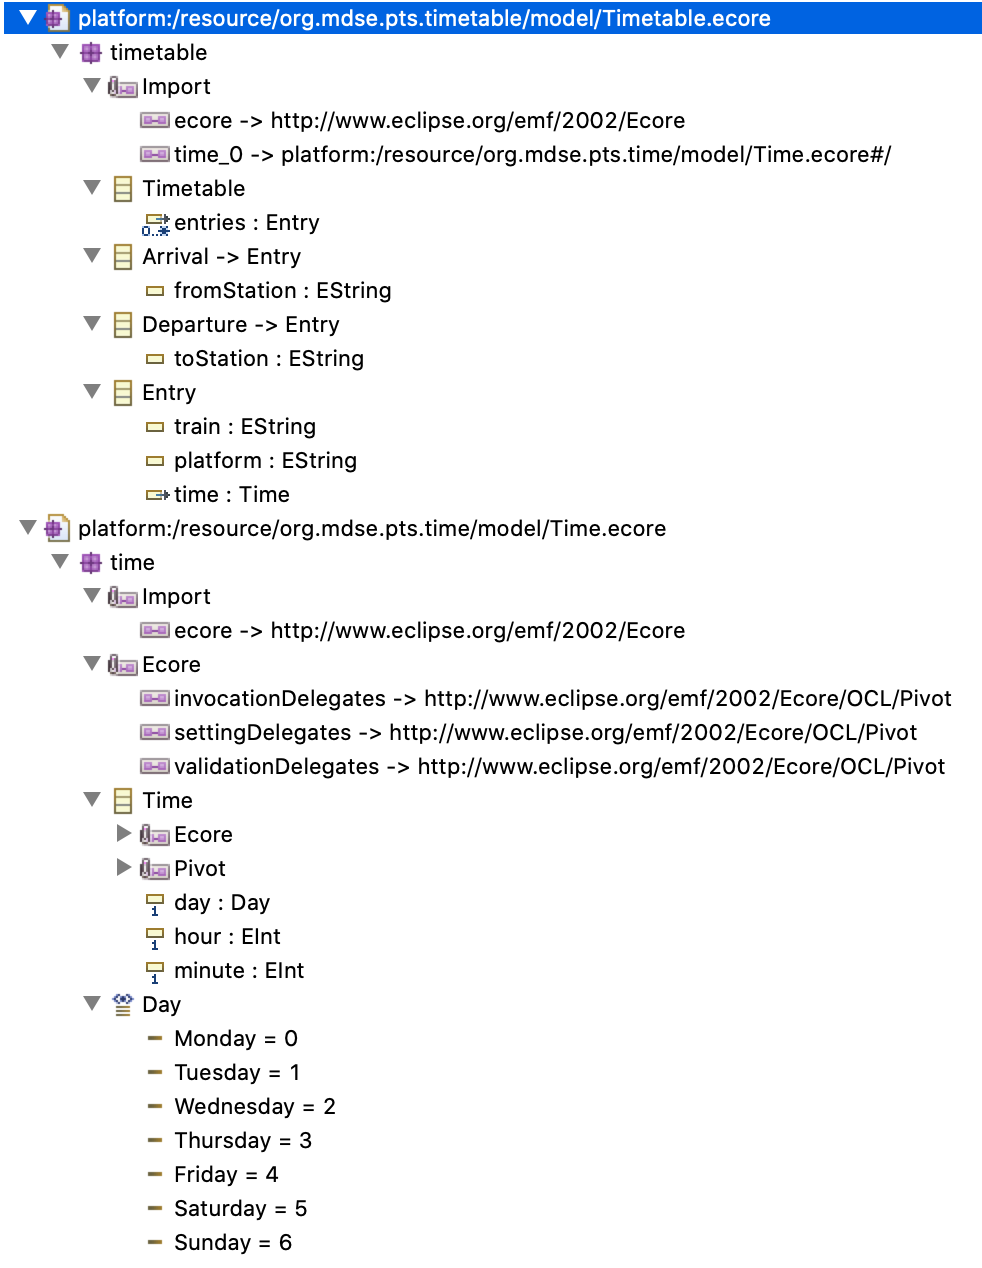 platform:/resource/org.mdse.pts.timetable/model/Timetable.ecore
timetable
Import
ecore -> http://www.eclipse.org/emf/2002/Ecore
time_0 -> platform:/resource/org.mdse.pts.time/model/Time.ecore#/
Timetable
0..* entries : Entry
Arrival -> Entry
fromStation : EString
Departure -> Entry
toStation : EString
Entry
train : EString
platform : EString
time : Time
platform:/resource/org.mdse.pts.time/model/Time.ecore
time
Import
ecore -> http://www.eclipse.org/emf/2002/Ecore
Ecore
invocationDelegates -> http://www.eclipse.org/emf/2002/Ecore/OCL/Pivot
settingDelegates -> http://www.eclipse.org/emf/2002/Ecore/OCL/Pivot
validationDelegates -> http://www.eclipse.org/emf/2002/Ecore/OCL/Pivot
Time
Ecore
Pivot
1 day : Day
1 hour : EInt
1 minute : EInt
Day
Monday = 0
Tuesday = 1
Wednesday = 2
Thursday = 3
Friday = 4
Saturday = 5
Sunday = 6